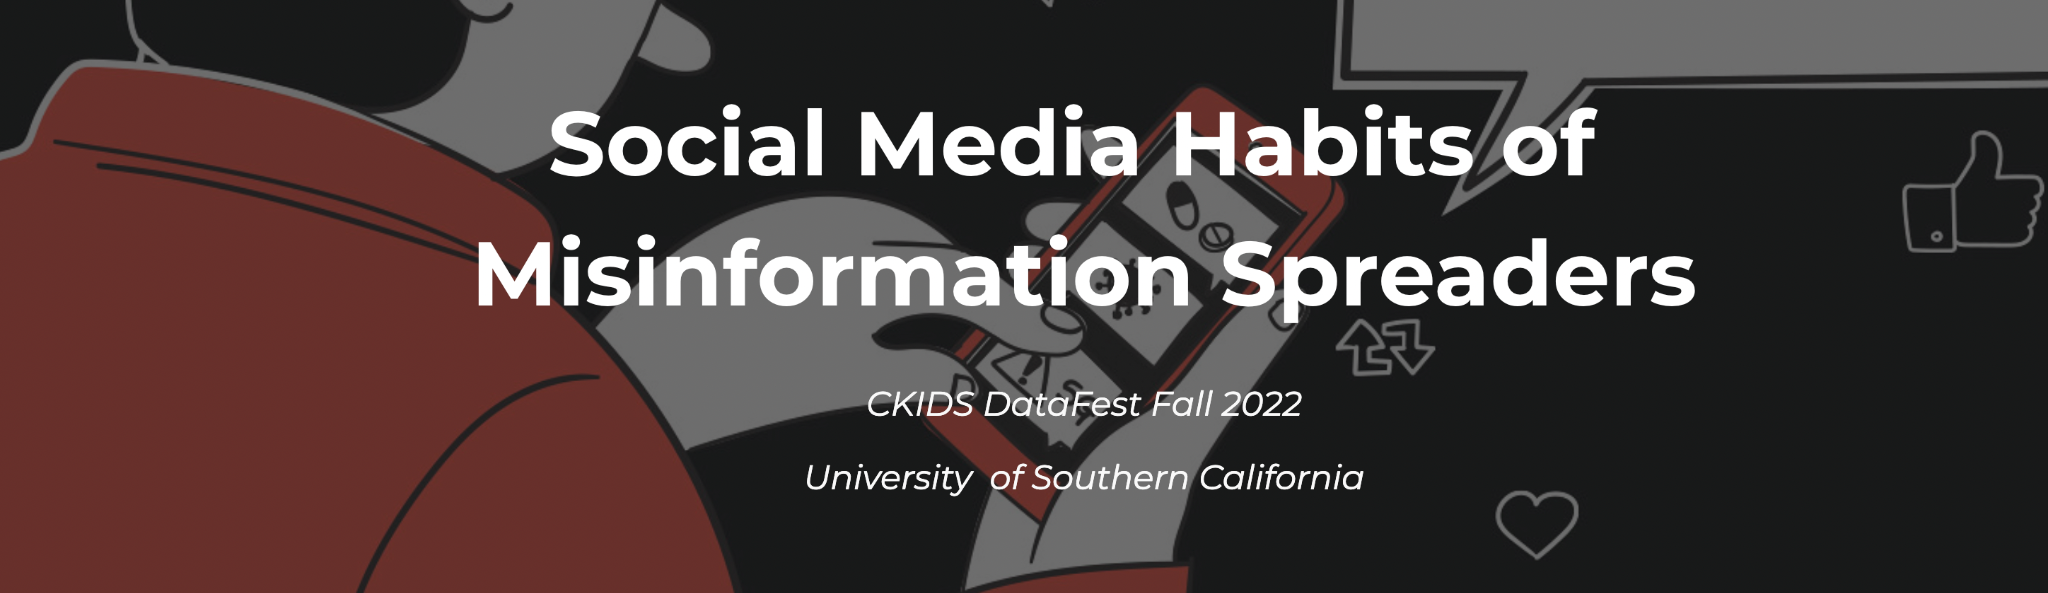 Social Media Habits of
Misinformation Spreaders
CKIDS DataFest Fall 2022
University  of Southern California